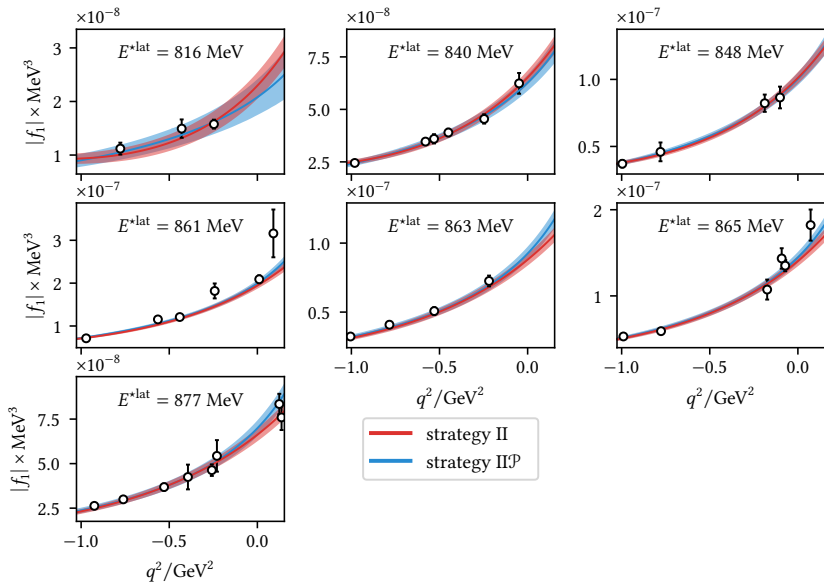 ×10⁻⁸ ×10⁻⁸ ×10⁻⁷
E⋆lat = 816 MeV E⋆lat = 840 MeV E⋆lat = 848 MeV
|f₁| × MeV³
3
2
1
7.5
5.0
2.5
1.0
0.5
×10⁻⁷ ×10⁻⁷ ×10⁻⁷
E⋆lat = 861 MeV E⋆lat = 863 MeV E⋆lat = 865 MeV
|f₁| × MeV³
3
2
1
1.0
0.5
2
1
−1.0 −0.5 0.0 −1.0 −0.5 0.0
q²/GeV² q²/GeV²
×10⁻⁸
E⋆lat = 877 MeV
|f₁| × MeV³
7.5
5.0
2.5
−1.0 −0.5 0.0
q²/GeV²
strategy II
strategy II𝒫